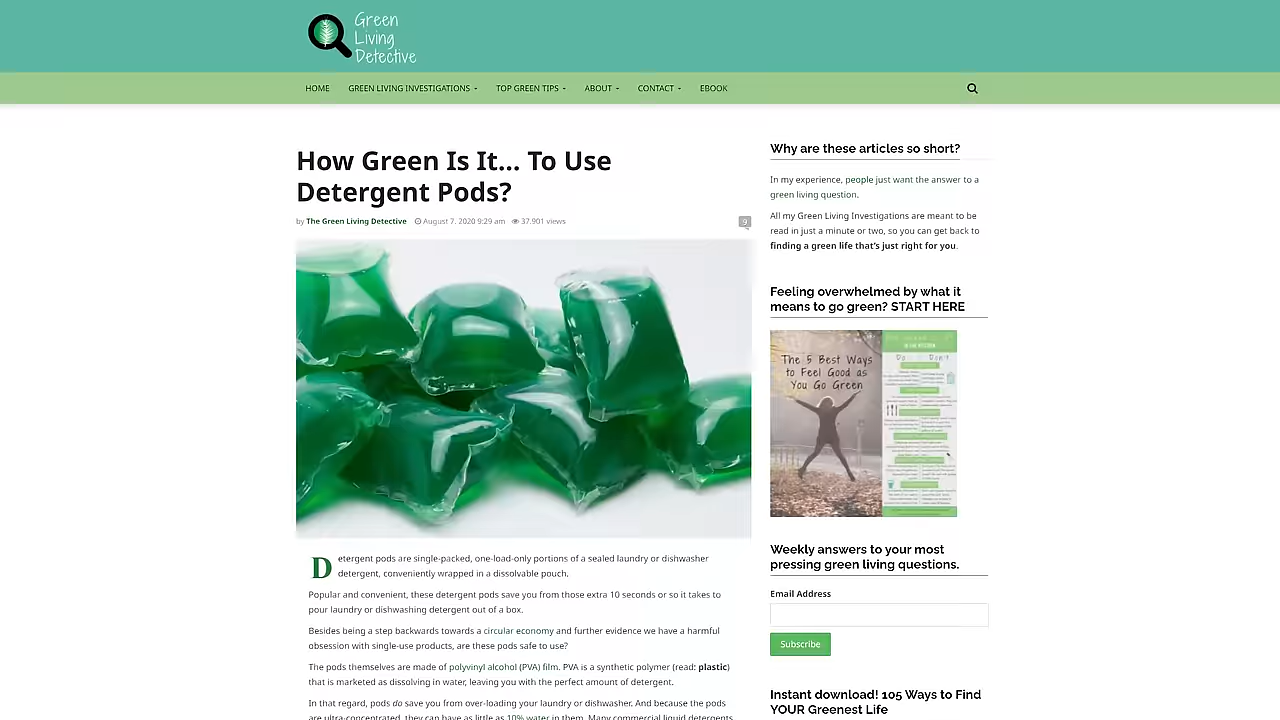 Green
Living
Detective
HOME GREEN LIVING INVESTIGATIONS TOP GREEN TIPS ABOUT CONTACT EBOOK
How Green Is It... To Use
Detergent Pods?
by The Green Living Detective August 7, 2020 9:29 am 37,901 views 9
Detergent pods are single-packed, one-load-only portions of a sealed laundry or dishwasher
detergent, conveniently wrapped in a dissolvable pouch.
Popular and convenient, these detergent pods save you from those extra 10 seconds or so it takes to
pour laundry or dishwashing detergent out of a box.
Besides being a step backwards towards a circular economy and further evidence we have a harmful
obsession with single-use products, are these pods safe to use?
The pods themselves are made of polyvinyl alcohol (PVA) film. PVA is a synthetic polymer (read: plastic)
that is marketed as dissolving in water, leaving you with the perfect amount of detergent.
In that regard, pods do save you from over-loading your laundry or dishwasher. And because the pods
are ultra-concentrated, they can have as little as 10% water in them. Many commercial liquid detergents
Why are these articles so short?
In my experience, people just want the answer to a
green living question.
All my Green Living Investigations are meant to be
read in just a minute or two, so you can get back to
finding a green life that's just right for you.
Feeling overwhelmed by what it
means to go green? START HERE
The 5 Best Ways
to Feel Good as
You Go Green
IN THE KITCHEN
Do Don't
Weekly answers to your most
pressing green living questions.
Email Address
Subscribe
Instant download! 105 Ways to Find
YOUR Greenest Life